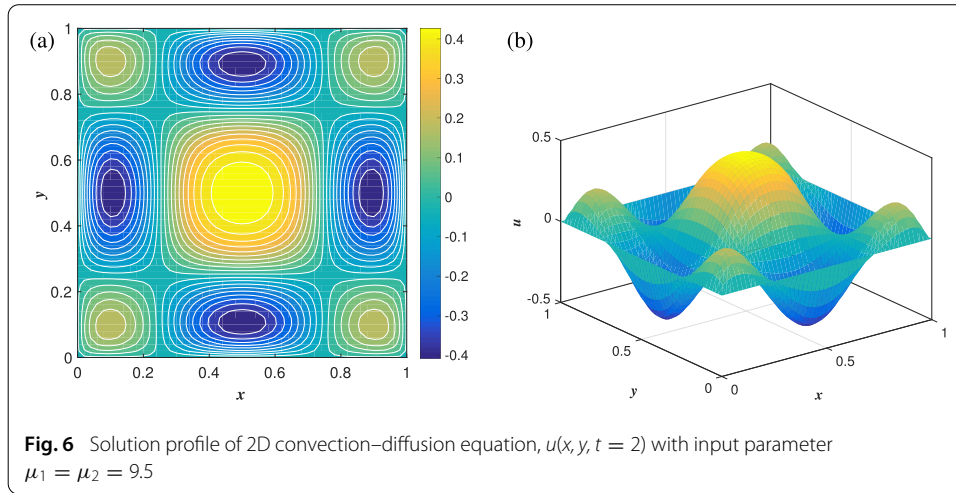 (a)
1
0.8
0.6
0.4
0.2
0
y
0 0.2 0.4 0.6 0.8 1
x
0.4
0.3
0.2
0.1
0
-0.1
-0.2
-0.3
-0.4
(b)
0.5
0
-0.5
u
1
0.5
0
y
0
0.5
1
x
Fig. 6 Solution profile of 2D convection–diffusion equation, u(x, y, t = 2) with input parameter
μ1 = μ2 = 9.5